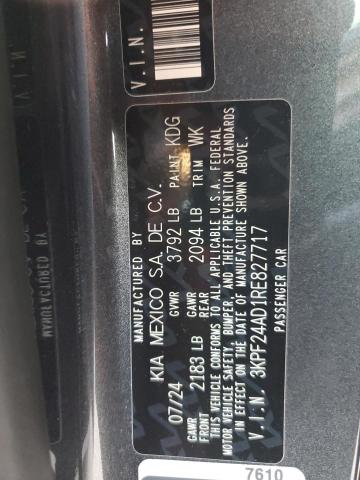 V.I.N.
MANUFACTURED BY
KIA MEXICO S.A. DE C.V.
07/24 GVWR 3792 LB PAINT KDG
GAWR FRONT 2183 LB GAWR REAR 2094 LB TRIM WK
THIS VEHICLE CONFORMS TO ALL APPLICABLE U.S.A. FEDERAL
MOTOR VEHICLE SAFETY, BUMPER, AND THEFT PREVENTION STANDARDS
IN EFFECT ON THE DATE OF MANUFACTURE SHOWN ABOVE.
V.I.N. 3KPF24AD1RE827717
PASSENGER CAR
7610